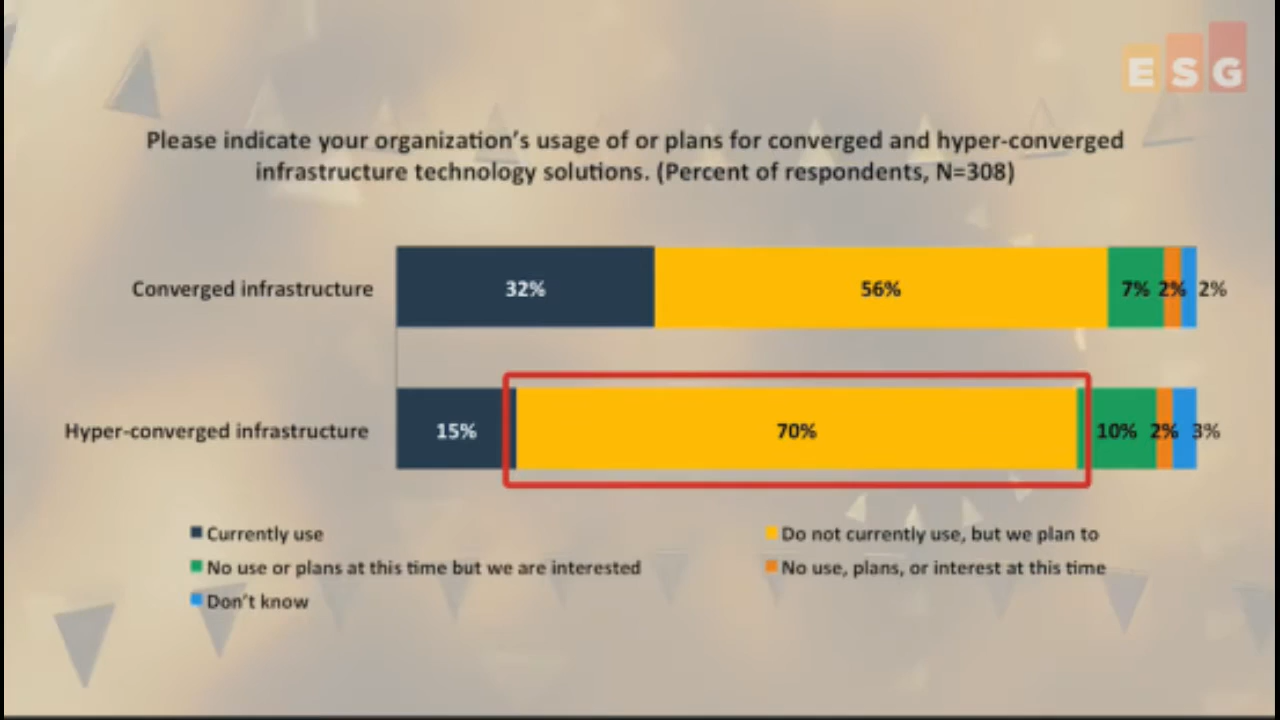 ESG
Please indicate your organization's usage of or plans for converged and hyper-converged
infrastructure technology solutions. (Percent of respondents, N=308)
Converged infrastructure 32% 56% 7% 2% 2%
Hyper-converged infrastructure 15% 70% 10% 2% 3%
Currently use Do not currently use, but we plan to
No use or plans at this time but we are interested No use, plans, or interest at this time
Don't know